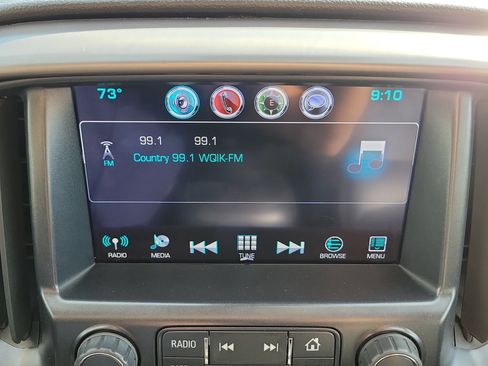 73° E 9:10
99.1 99.1
FM Country 99.1 WQIK-FM
RADIO MEDIA TUNE BROWSE MENU
RADIO